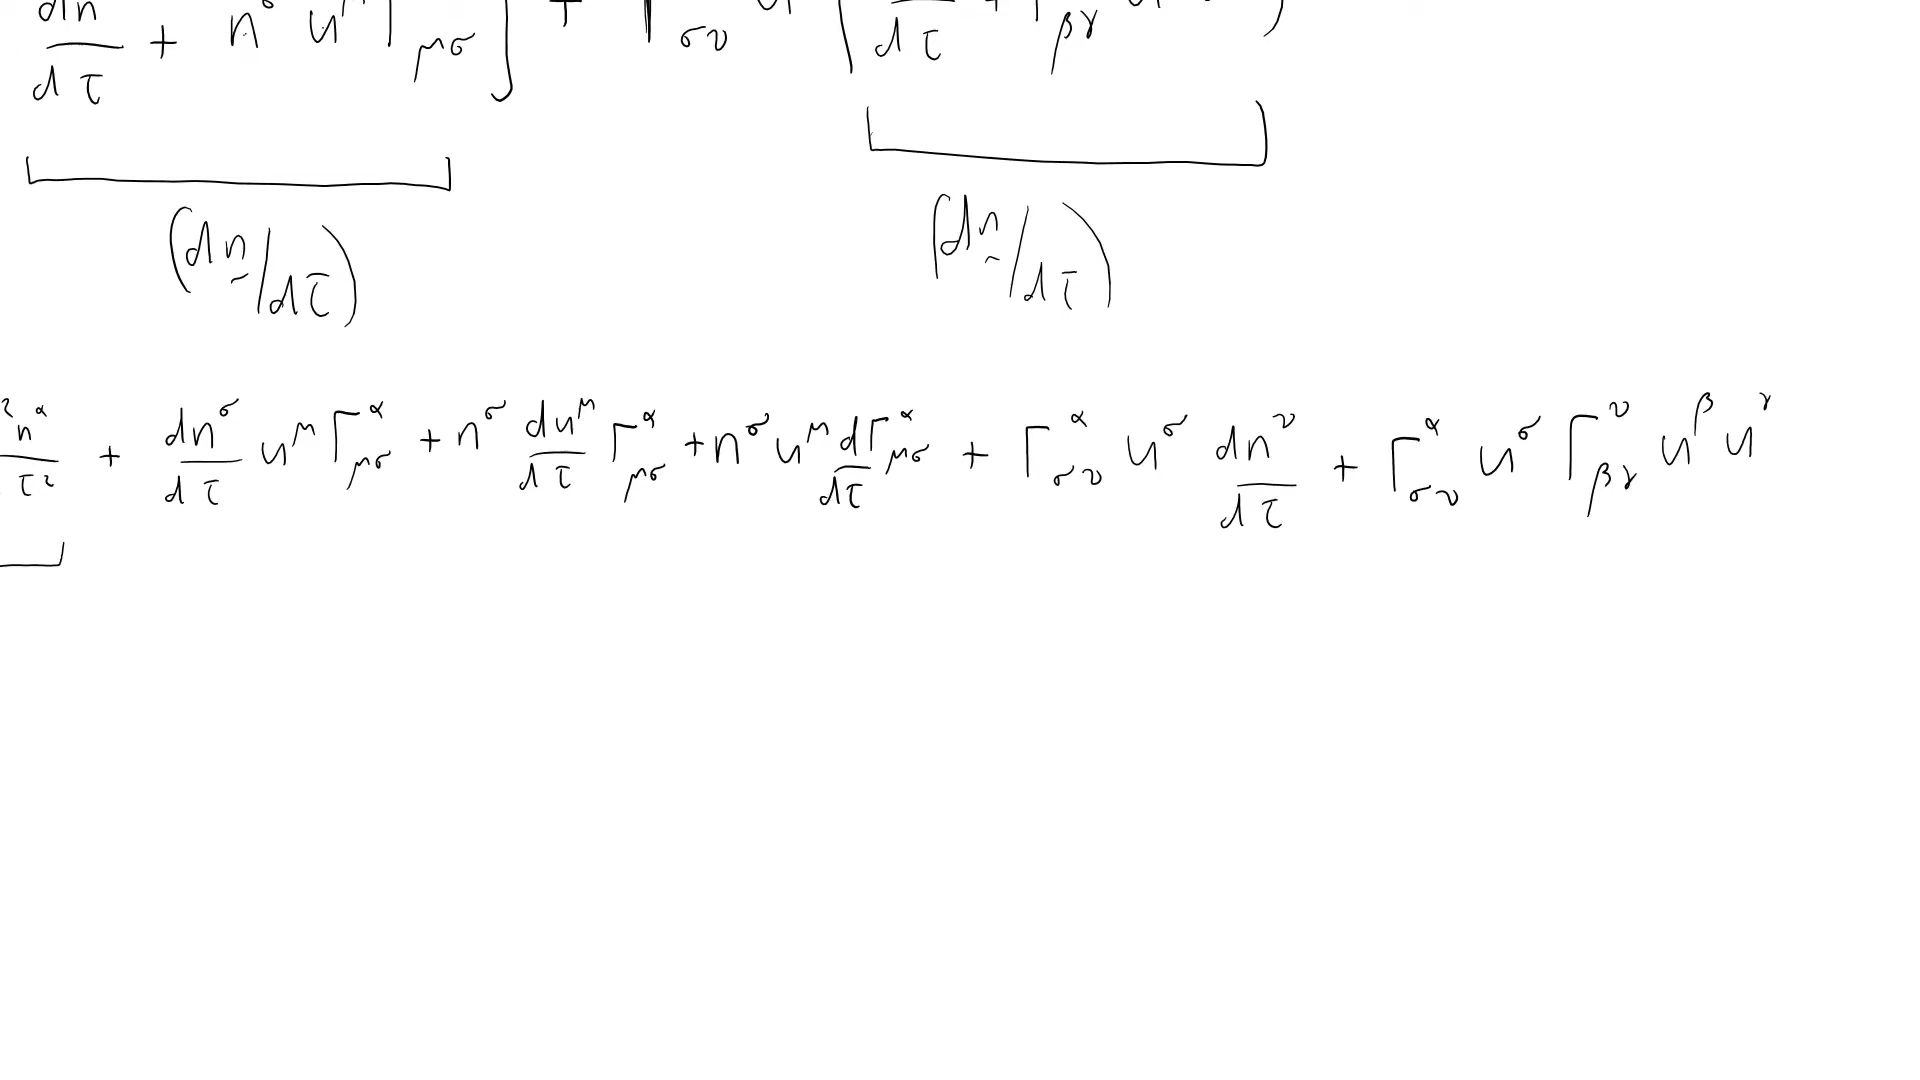 dn/dτ + n^σ u^μ Γ_μσ ] + Γ_σν u [ dτ + Γ_βγ u )
(dn/dτ) (dn/dτ)
²n^α/τ² + dn^σ/dτ u^μ Γ^α_μσ + n^σ du^μ/dτ Γ^α_μσ + n^σ u^μ dΓ^α_μσ/dτ + Γ^α_σν u^σ dn^ν/dτ + Γ^α_σν u^σ Γ^ν_βγ u^β u^γ